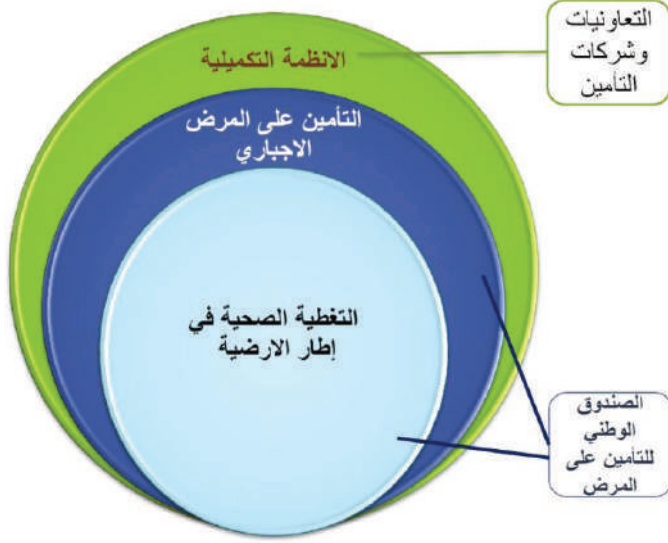 التعاونيات
وشركات
التأمين
الانظمة التكميلية
التأمين على المرض
الاجباري
التغطية الصحية في
إطار الارضية
الصندوق
الوطني
للتأمين على
المرض